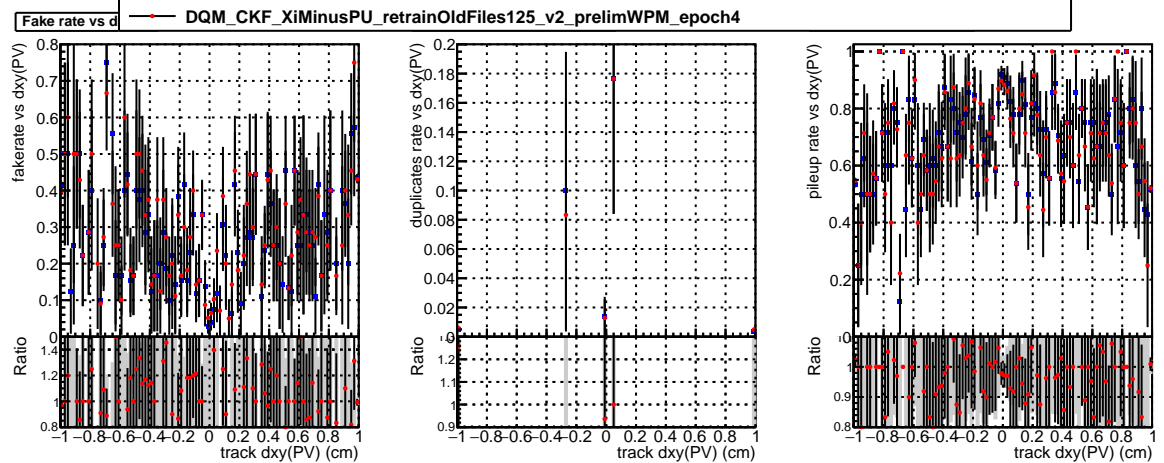 DQM_CKF_XiMinusPU_retrainOldFiles125_v2_prelimWPM_epoch4
Fake rate vs d
fakerate vs dxy(PV)
0.8
0.7
0.6
0.5
0.4
0.3
0.2
0.1
0
Ratio
1.4
1.2
1
0.8
−1 −0.8 −0.6 −0.4 −0.2 0 0.2 0.4 0.6 0.8 1
track dxy(PV) (cm)
duplicates rate vs dxy(PV)
0.2
0.18
0.16
0.14
0.12
0.1
0.08
0.06
0.04
0.02
0
Ratio
1.2
1.1
1
0.9
0.8
−1 −0.8 −0.6 −0.4 −0.2 0 0.2 0.4 0.6 0.8 1
track dxy(PV) (cm)
pileup rate vs dxy(PV)
1
0.8
0.6
0.4
0.2
0
Ratio
1
0.9
0.8
−1 −0.8 −0.6 −0.4 −0.2 0 0.2 0.4 0.6 0.8 1
track dxy(PV) (cm)